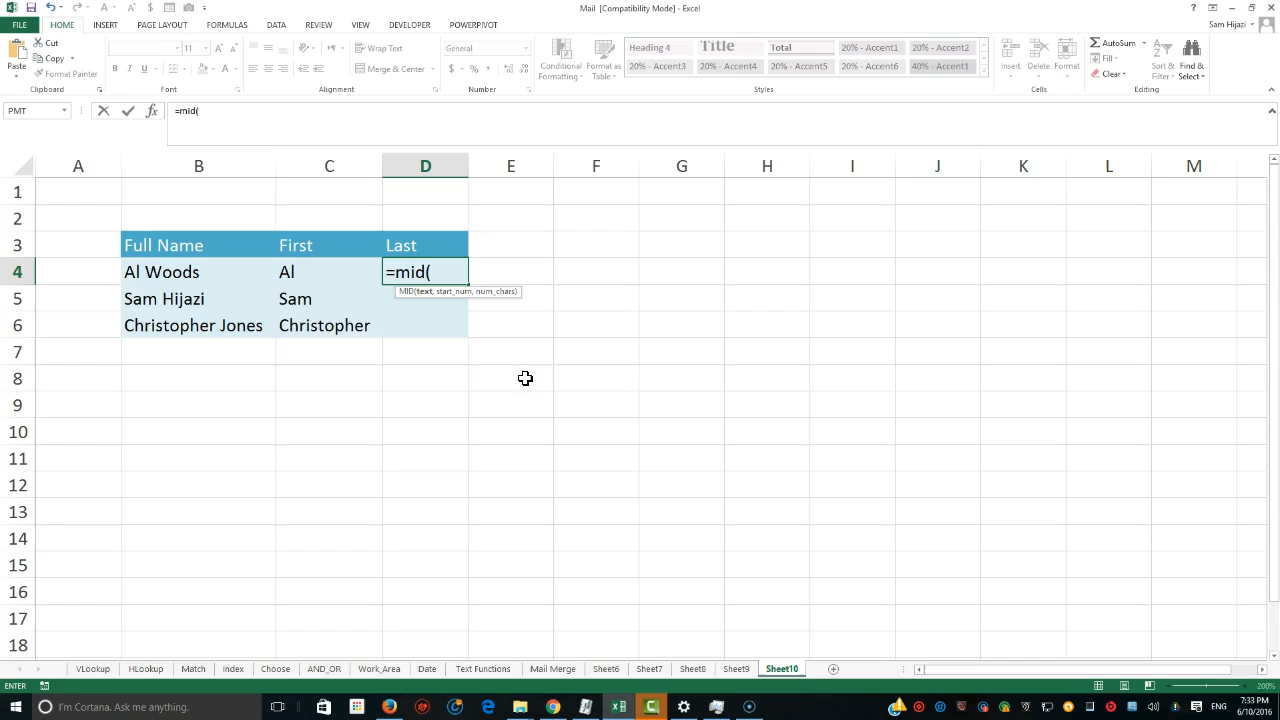 Mail [Compatibility Mode] - Excel
FILE HOME INSERT PAGE LAYOUT FORMULAS DATA REVIEW VIEW DEVELOPER POWERPIVOT Sam Hijazi
Cut
Copy
Format Painter
Paste
11
Wrap Text
Merge & Center
General
Conditional Formatting
Format as Table
Heading 4 Title Total 20% - Accent1 20% - Accent2
20% - Accent3 20% - Accent4 20% - Accent5 20% - Accent6 40% - Accent1
Insert Delete Format
AutoSum
Fill
Clear
Sort & Filter
Find & Select
Clipboard Font Alignment Number Styles Cells Editing
PMT =mid(
A B C D E F G H I J K L M
1
2
3 Full Name First Last
4 Al Woods Al =mid(
MID(text, start_num, num_chars)
5 Sam Hijazi Sam
6 Christopher Jones Christopher
7
8
9
10
11
12
13
14
15
16
17
18
VLookup HLookup Match Index Choose AND_OR Work_Area Date Text Functions Mail Merge Sheet6 Sheet7 Sheet8 Sheet9 Sheet10
ENTER 200%
I'm Cortana. Ask me anything. ENG 7:33 PM
6/10/2016